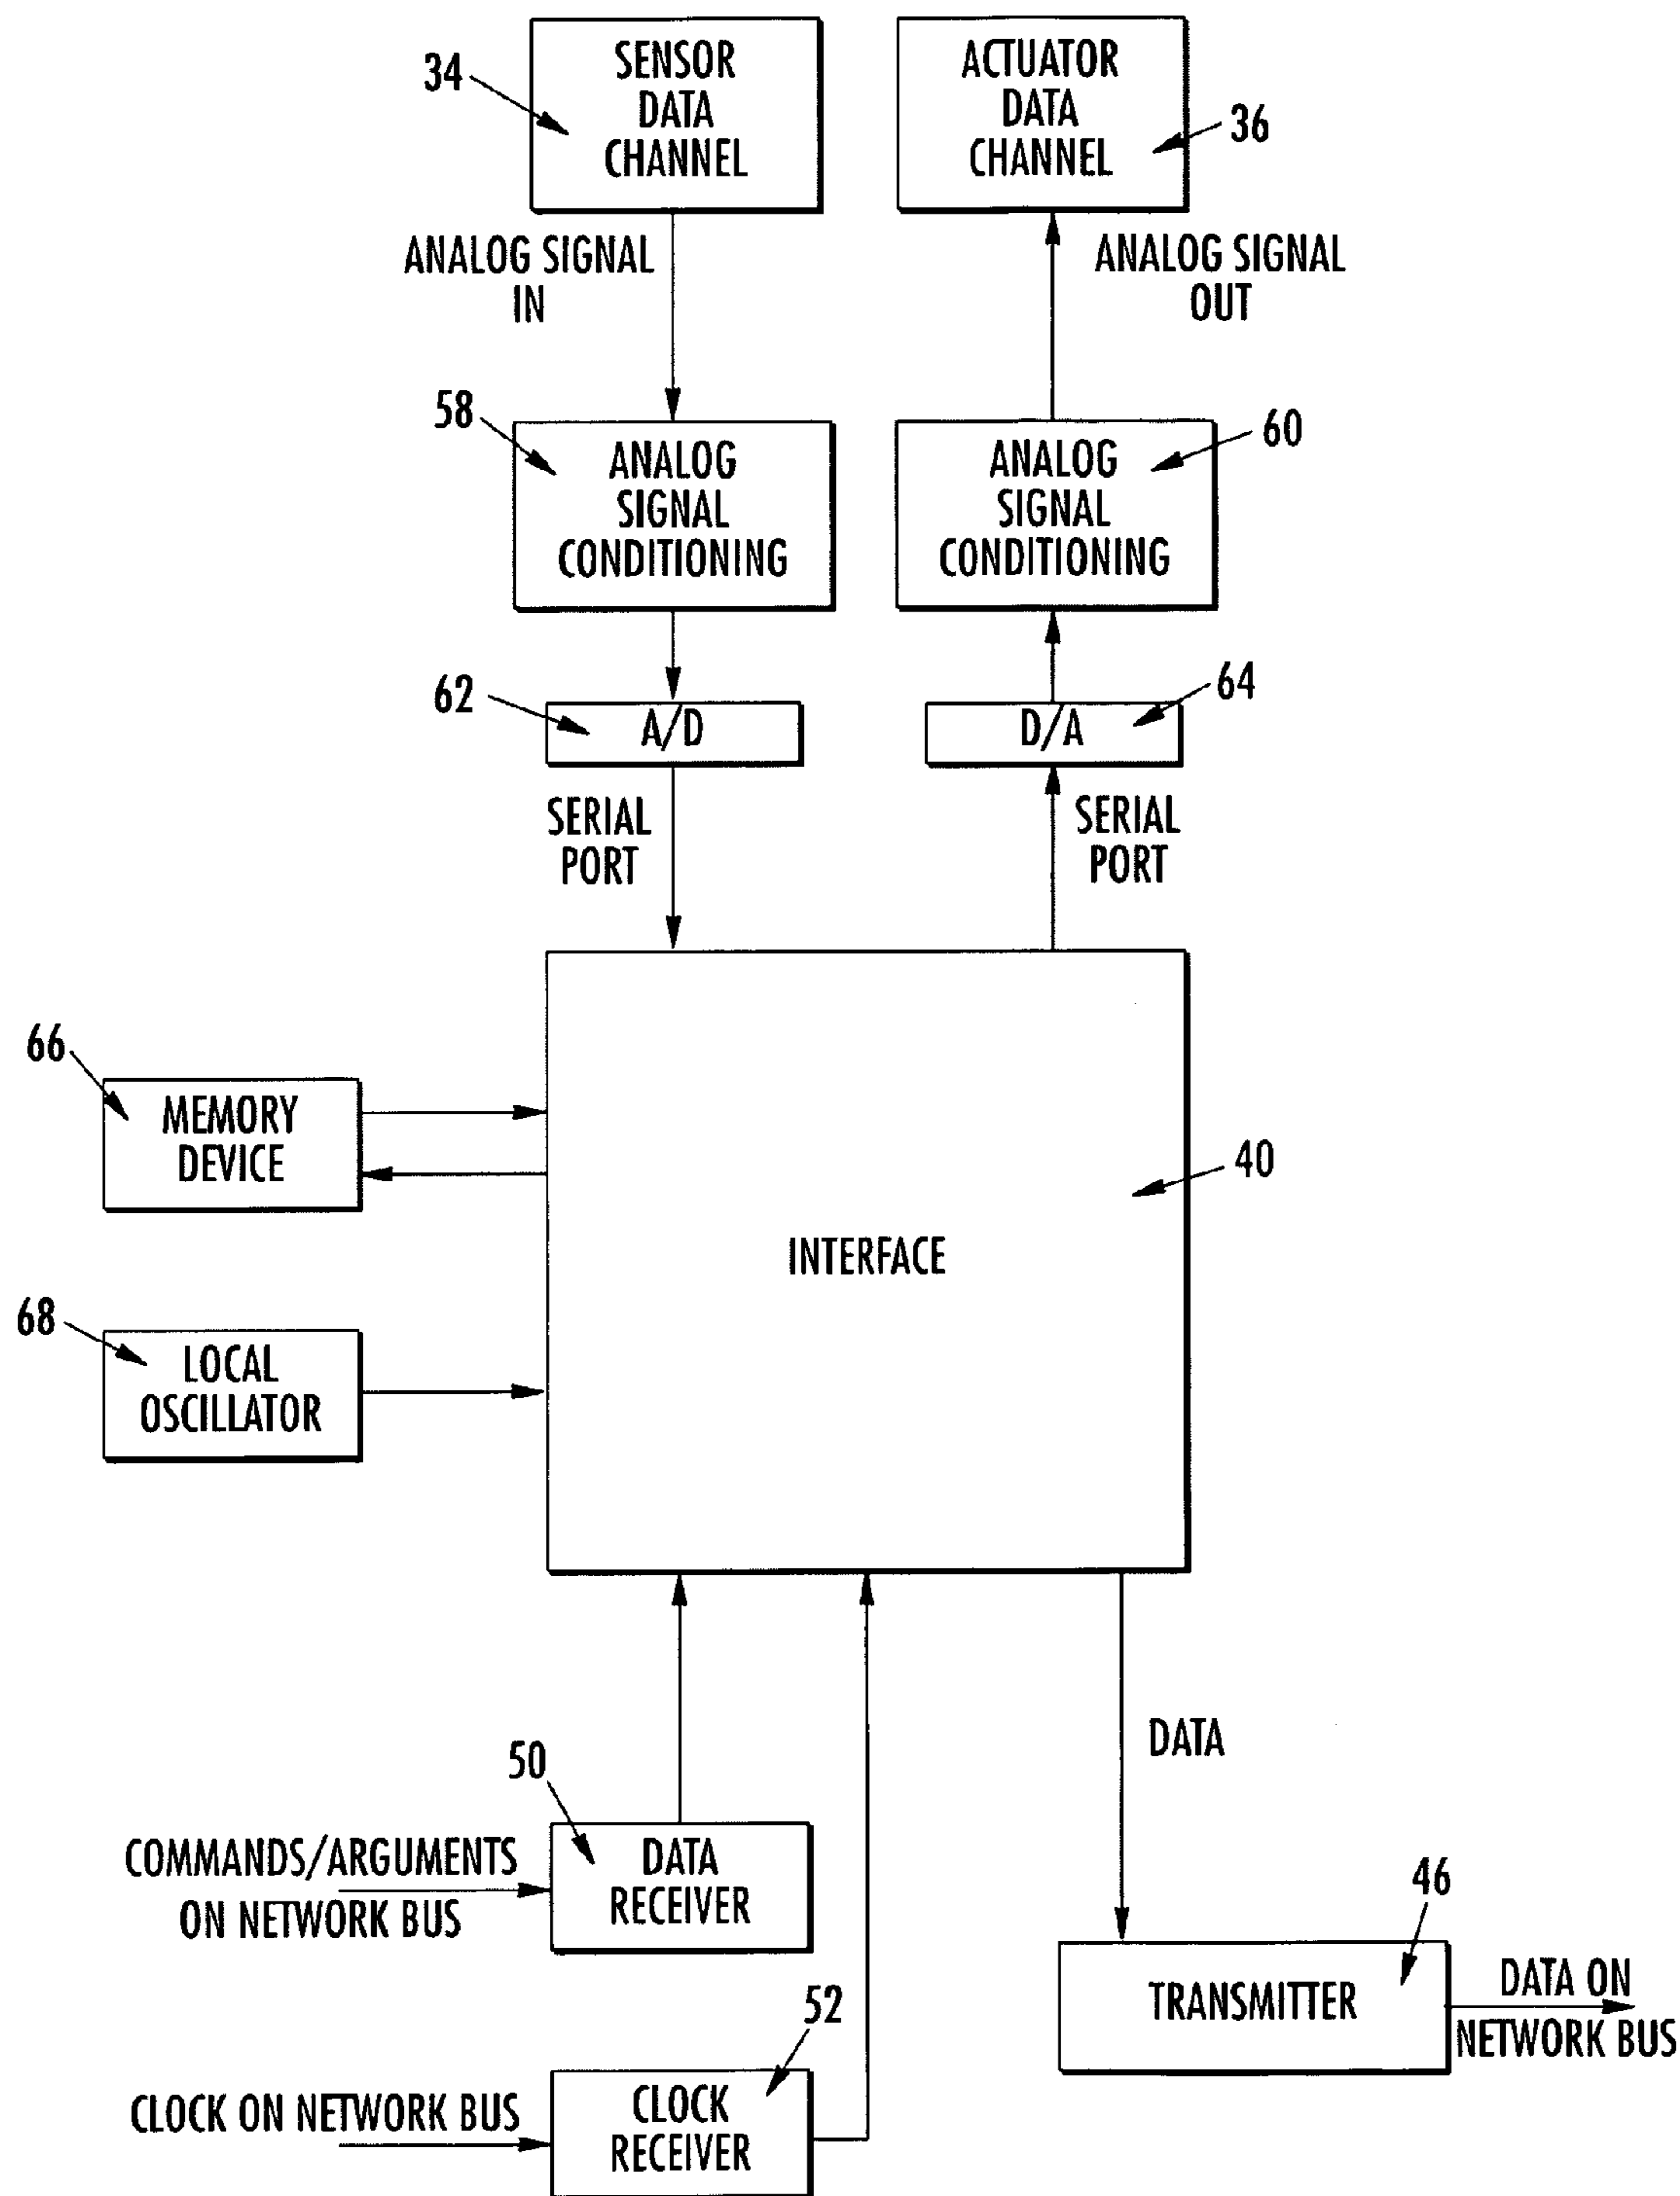 34
SENSOR
DATA
CHANNEL
ACTUATOR
DATA
CHANNEL
36
ANALOG SIGNAL
IN
ANALOG SIGNAL
OUT
58
ANALOG
SIGNAL
CONDITIONING
ANALOG
SIGNAL
CONDITIONING
60
62
A/D
D/A
64
SERIAL
PORT
SERIAL
PORT
66
MEMORY
DEVICE
40
INTERFACE
68
LOCAL
OSCILLATOR
DATA
50
COMMANDS/ARGUMENTS
ON NETWORK BUS
DATA
RECEIVER
46
TRANSMITTER
DATA ON
NETWORK BUS
52
CLOCK ON NETWORK BUS
CLOCK
RECEIVER